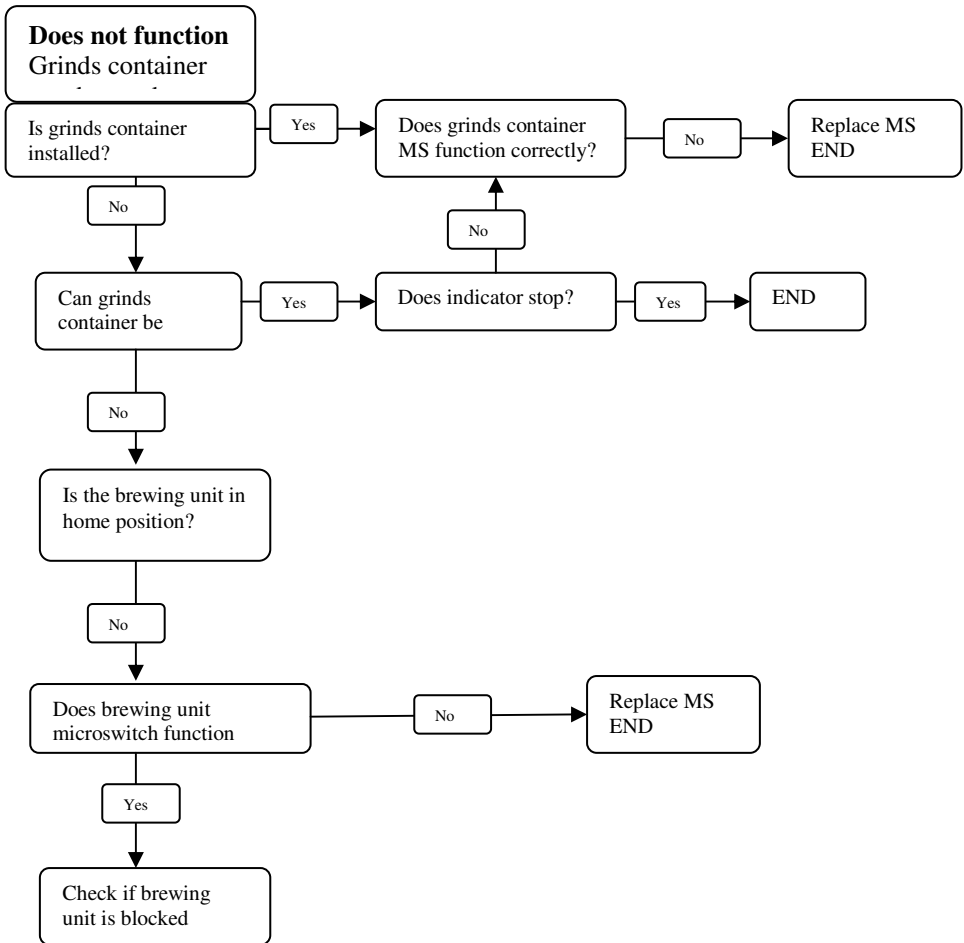 Does not function
Grinds container
Is grinds container
installed?
Yes
Does grinds container
MS function correctly?
No
Replace MS
END
No
No
Can grinds
container be
Yes
Does indicator stop?
Yes
END
No
Is the brewing unit in
home position?
No
Does brewing unit
microswitch function
No
Replace MS
END
Yes
Check if brewing
unit is blocked